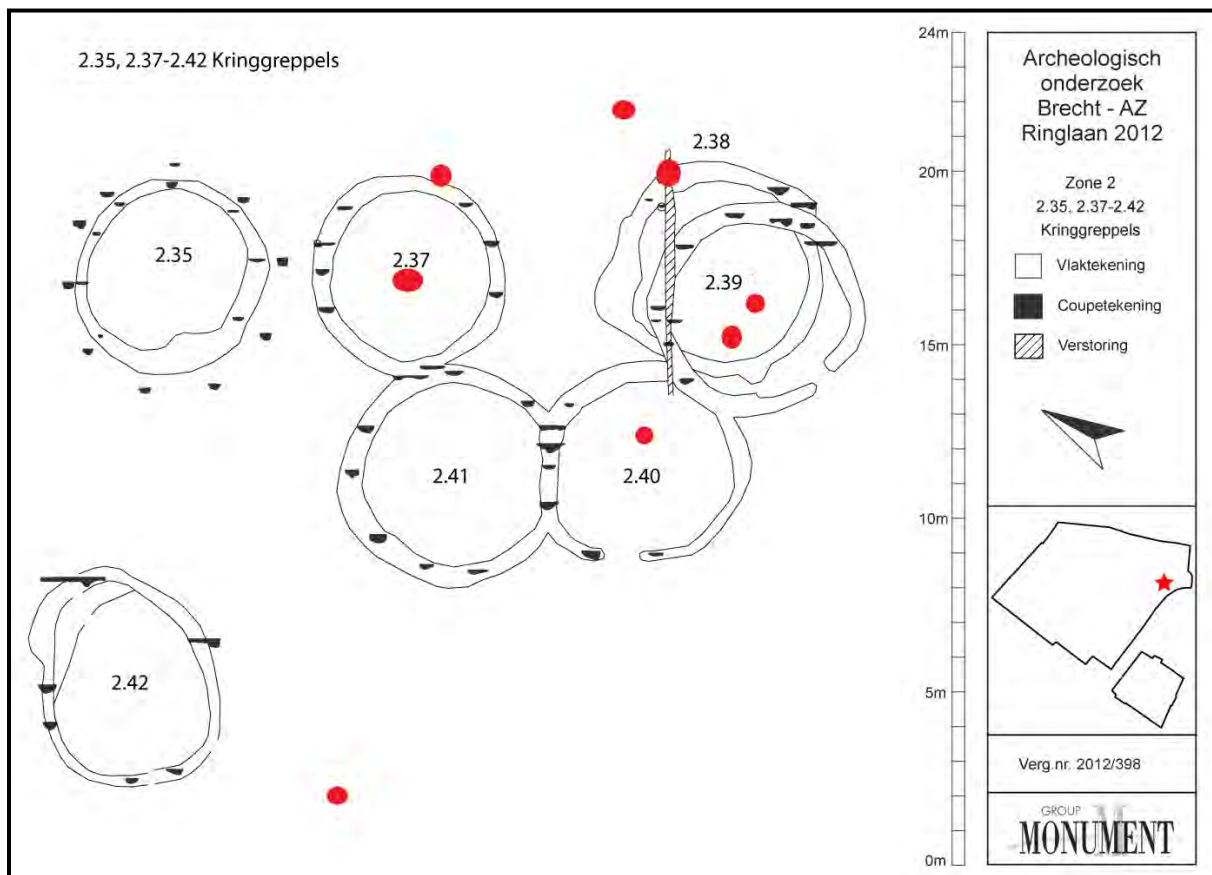 2.35, 2.37-2.42 Kringgreppels
2.35
2.37
2.38
2.39
2.41
2.40
2.42
24m
20m
15m
10m
5m
0m
Archeologisch
onderzoek
Brecht - AZ
Ringlaan 2012
Zone 2
2.35, 2.37-2.42
Kringgreppels
Vlaktekening
Coupetekening
Verstoring
Verg.nr. 2012/398
GROUP
MONUMENT